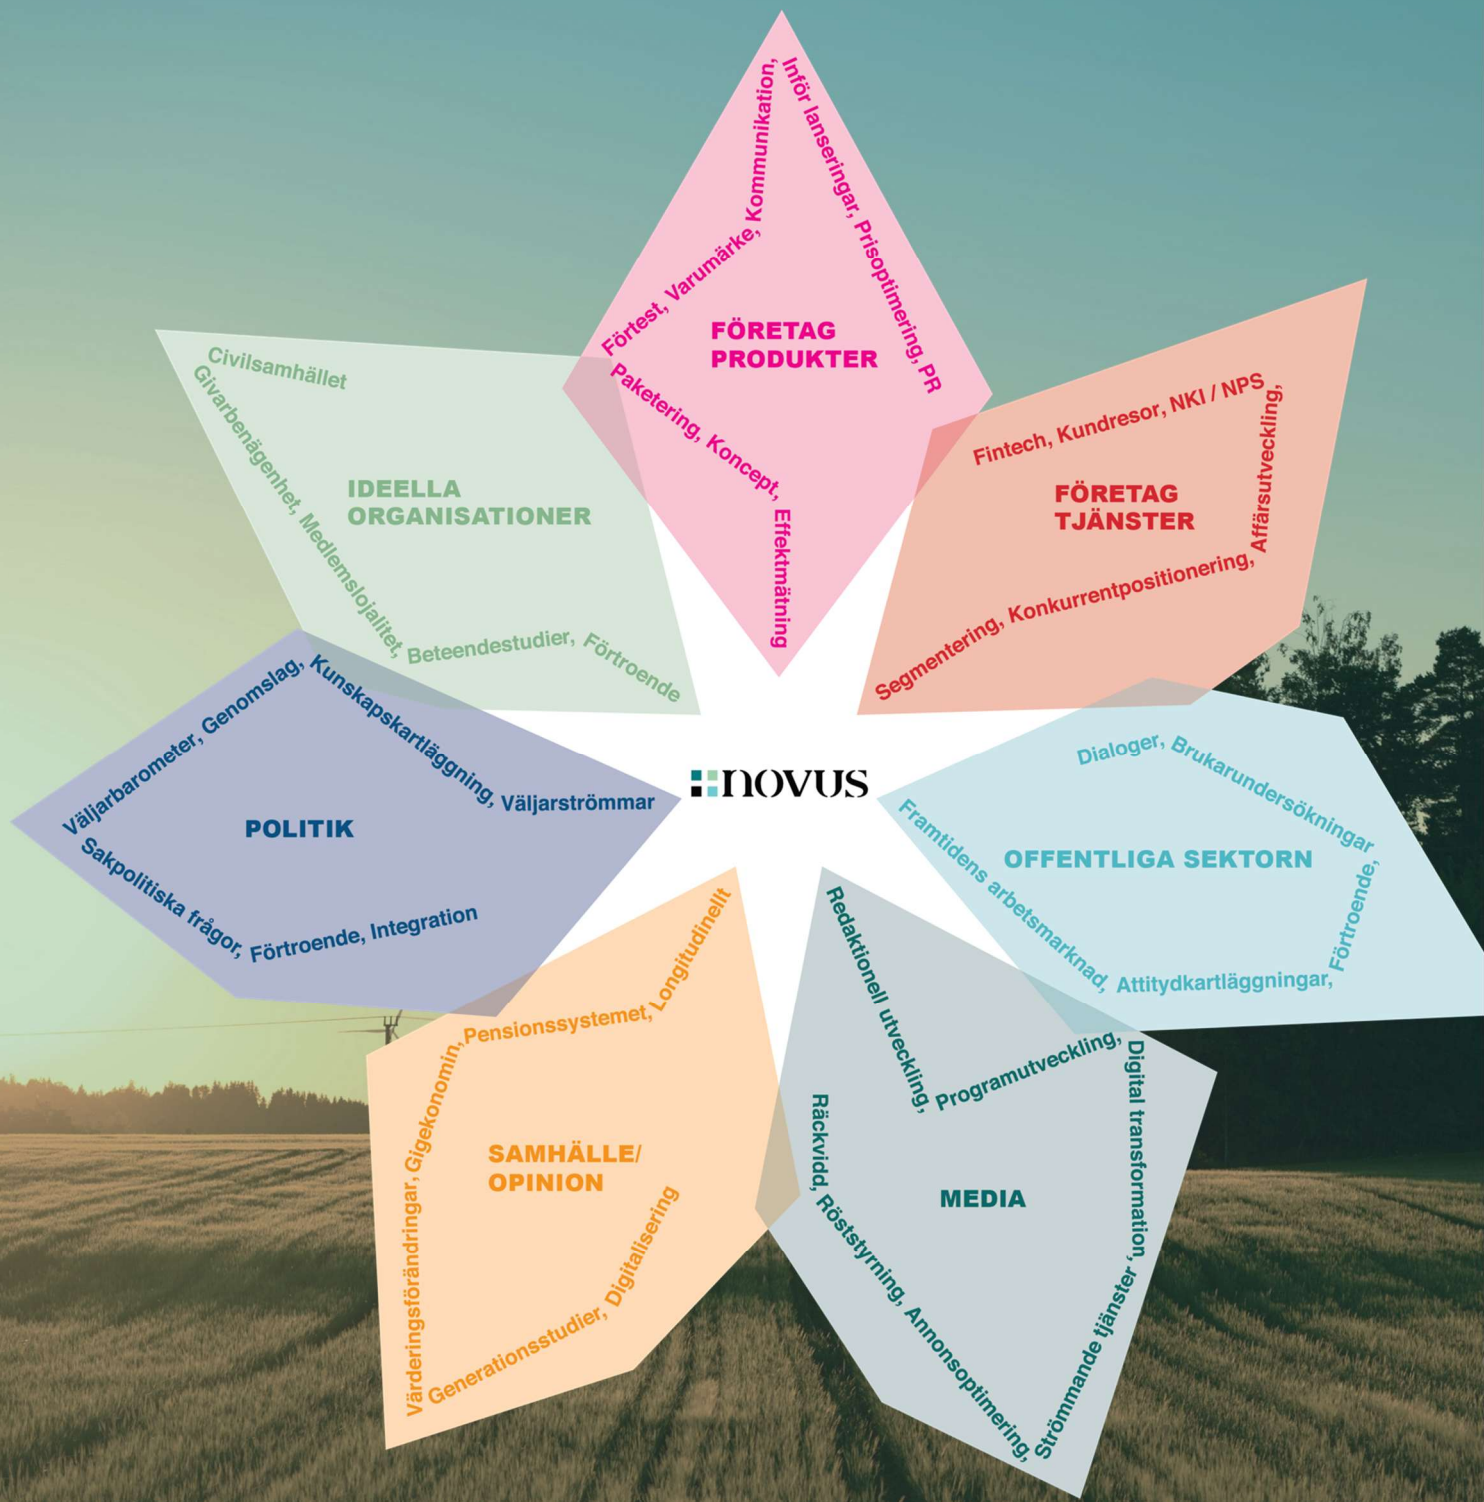 Förtest, Varumärke, Kommunikation,
Inför lanseringar, Prisoptimering, PR
FÖRETAG
PRODUKTER
Paketering, Koncept, Effektmätning
Fintech, Kundresor, NKI / NPS,
Affärsutveckling,
FÖRETAG
TJÄNSTER
Segmentering, Konkurrentpositionering,
Dialoger, Brukarundersökningar
OFFENTLIGA SEKTORN
Förtroende,
Framtidens arbetsmarknad, Attitydkartläggningar,
Redaktionell utveckling, Programutveckling,
Digital transformation,
Strömmande tjänster
MEDIA
Räckvidd, Röststyrning, Annonsoptimering,
Värderingsförändringar, Gigekonomin, Pensionssystemet, Longitudinellt
SAMHÄLLE/
OPINION
Generationsstudier, Digitalisering
Väljarbarometer, Genomslag,
Kunskapskartläggning, Väljarströmmar
POLITIK
Sakpolitiska frågor, Förtroende, Integration
Civilsamhället
Givarbenägenhet, Medlemslojalitet,
IDEELLA
ORGANISATIONER
Beteendestudier, Förtroende
novus